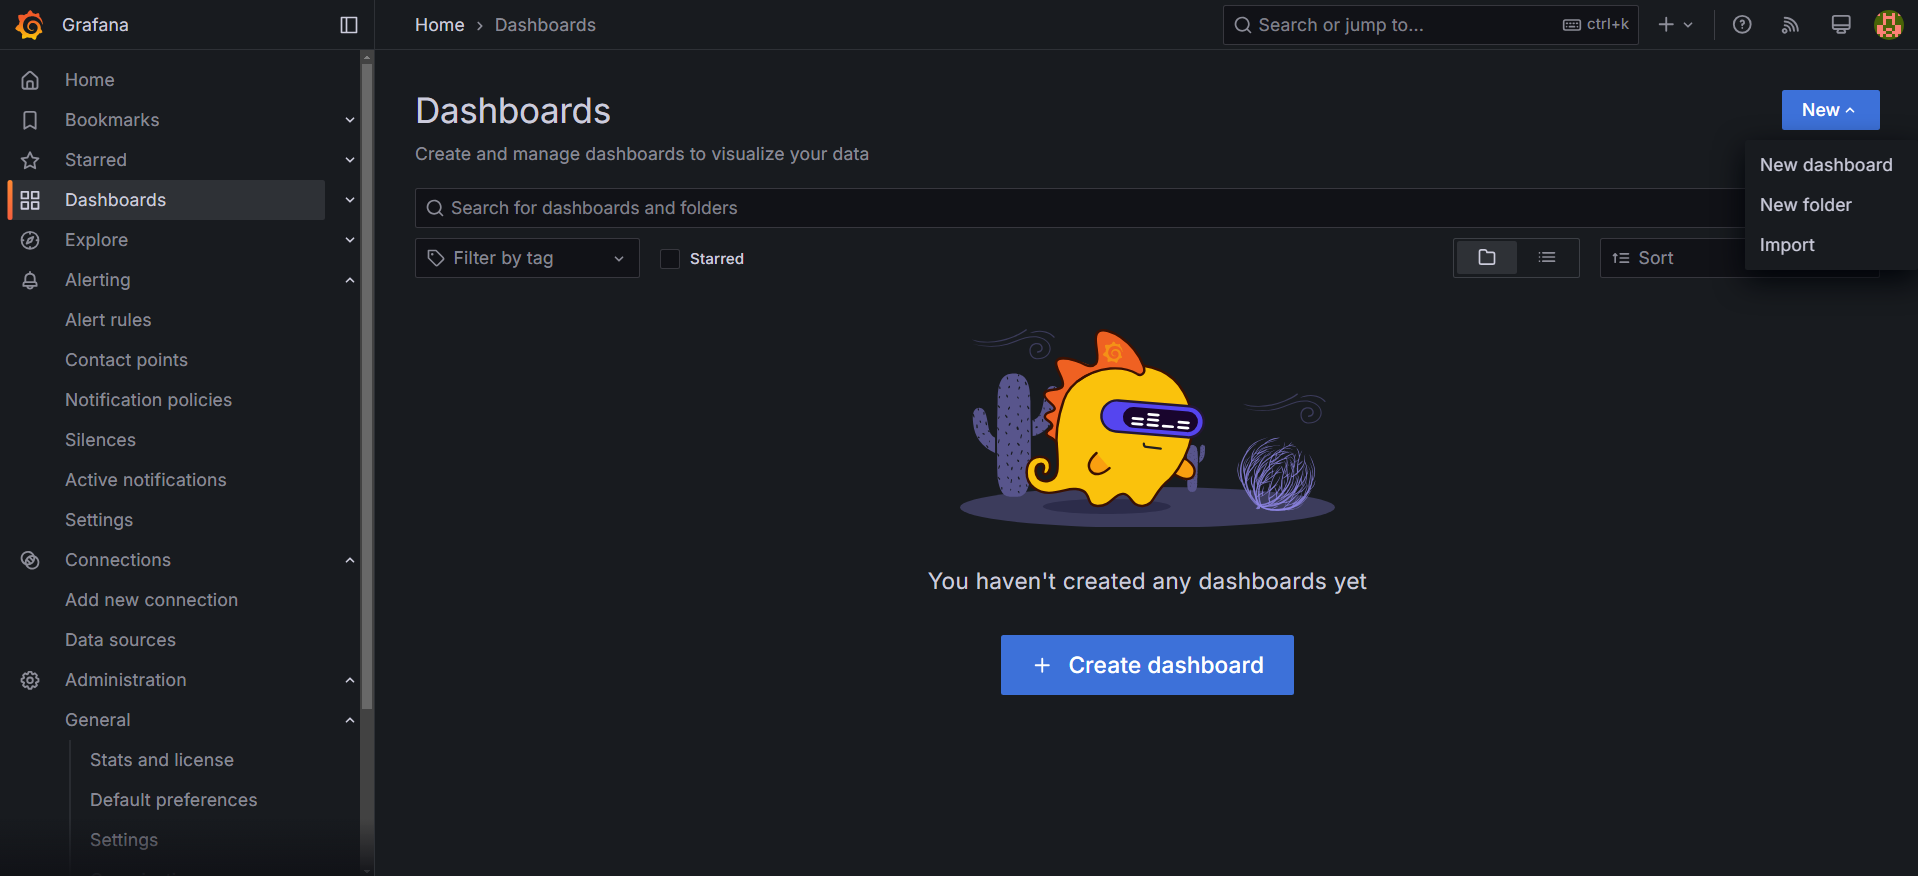 Grafana
Home
Bookmarks
Starred
Dashboards
Explore
Alerting
Alert rules
Contact points
Notification policies
Silences
Active notifications
Settings
Connections
Add new connection
Data sources
Administration
General
Stats and license
Default preferences
Settings
Home › Dashboards
Search or jump to...
ctrl+k
Dashboards
Create and manage dashboards to visualize your data
New
New dashboard
New folder
Import
Search for dashboards and folders
Filter by tag
Starred
Sort
You haven't created any dashboards yet
+ Create dashboard